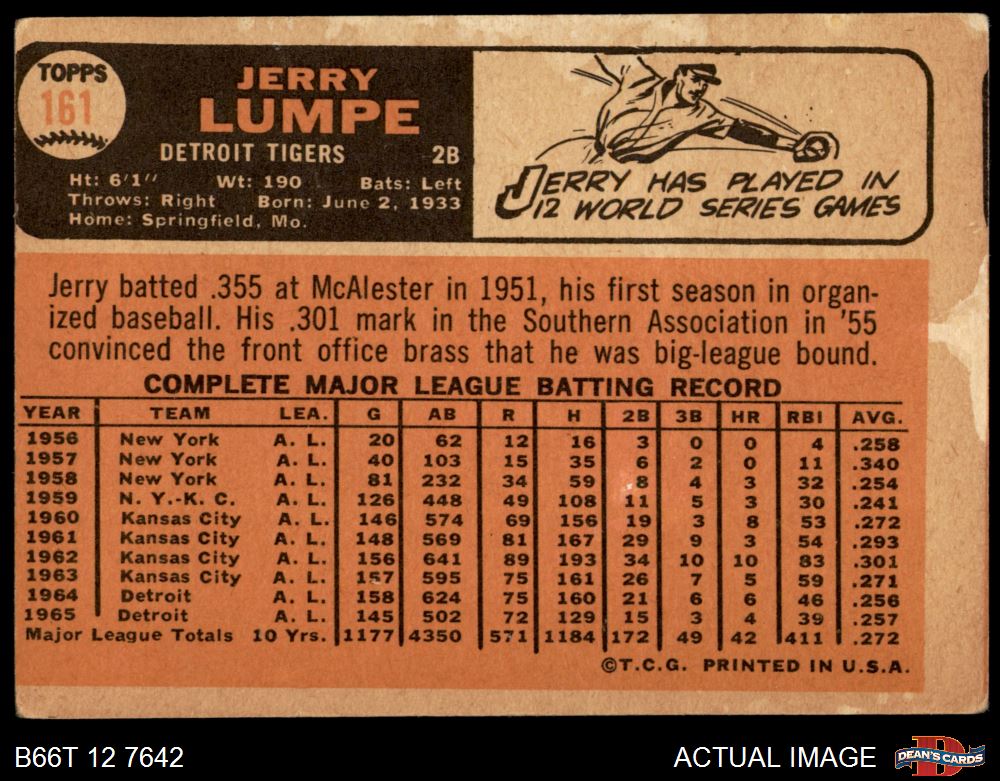 TOPPS
161
JERRY
LUMPE
DETROIT TIGERS 2B
Ht: 6'1" Wt: 190 Bats: Left
Throws: Right Born: June 2, 1933
Home: Springfield, Mo.
JERRY HAS PLAYED IN
12 WORLD SERIES GAMES
Jerry batted .355 at McAlester in 1951, his first season in organ-
ized baseball. His .301 mark in the Southern Association in '55
convinced the front office brass that he was big-league bound.
COMPLETE MAJOR LEAGUE BATTING RECORD
YEAR TEAM LEA. G AB R H 2B 3B HR RBI AVG.
1956 New York A. L. 20 62 12 16 3 0 0 4 .258
1957 New York A. L. 40 103 15 35 6 2 0 11 .340
1958 New York A. L. 81 232 34 59 8 4 3 32 .254
1959 N. Y.-K. C. A. L. 126 448 49 108 11 5 3 30 .241
1960 Kansas City A. L. 146 574 69 156 19 3 8 53 .272
1961 Kansas City A. L. 148 569 81 167 29 9 3 54 .293
1962 Kansas City A. L. 156 641 89 193 34 10 10 83 .301
1963 Kansas City A. L. 157 595 75 161 26 7 5 59 .271
1964 Detroit A. L. 158 624 75 160 21 6 6 46 .256
1965 Detroit A. L. 145 502 72 129 15 3 4 39 .257
Major League Totals 10 Yrs. 1177 4350 571 1184 172 49 42 411 .272
©T.C.G. PRINTED IN U.S.A.
B66T 12 7642
ACTUAL IMAGE
DEAN'S CARDS